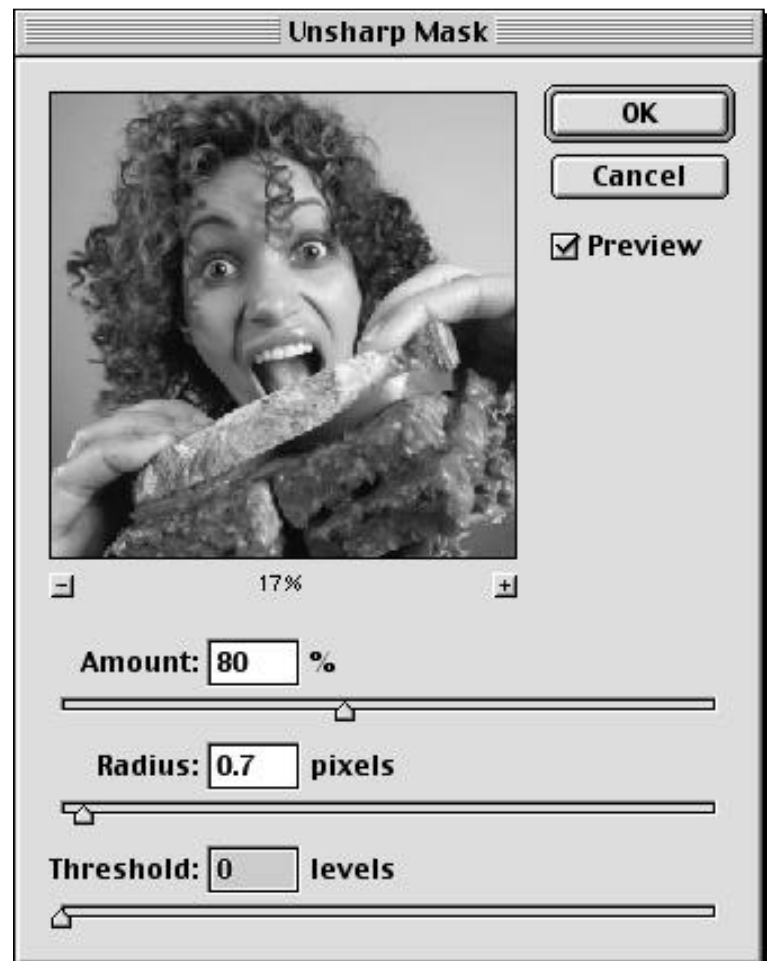 Unsharp Mask
OK
Cancel
Preview
- 17% +
Amount: 80 %
Radius: 0.7 pixels
Threshold: 0 levels